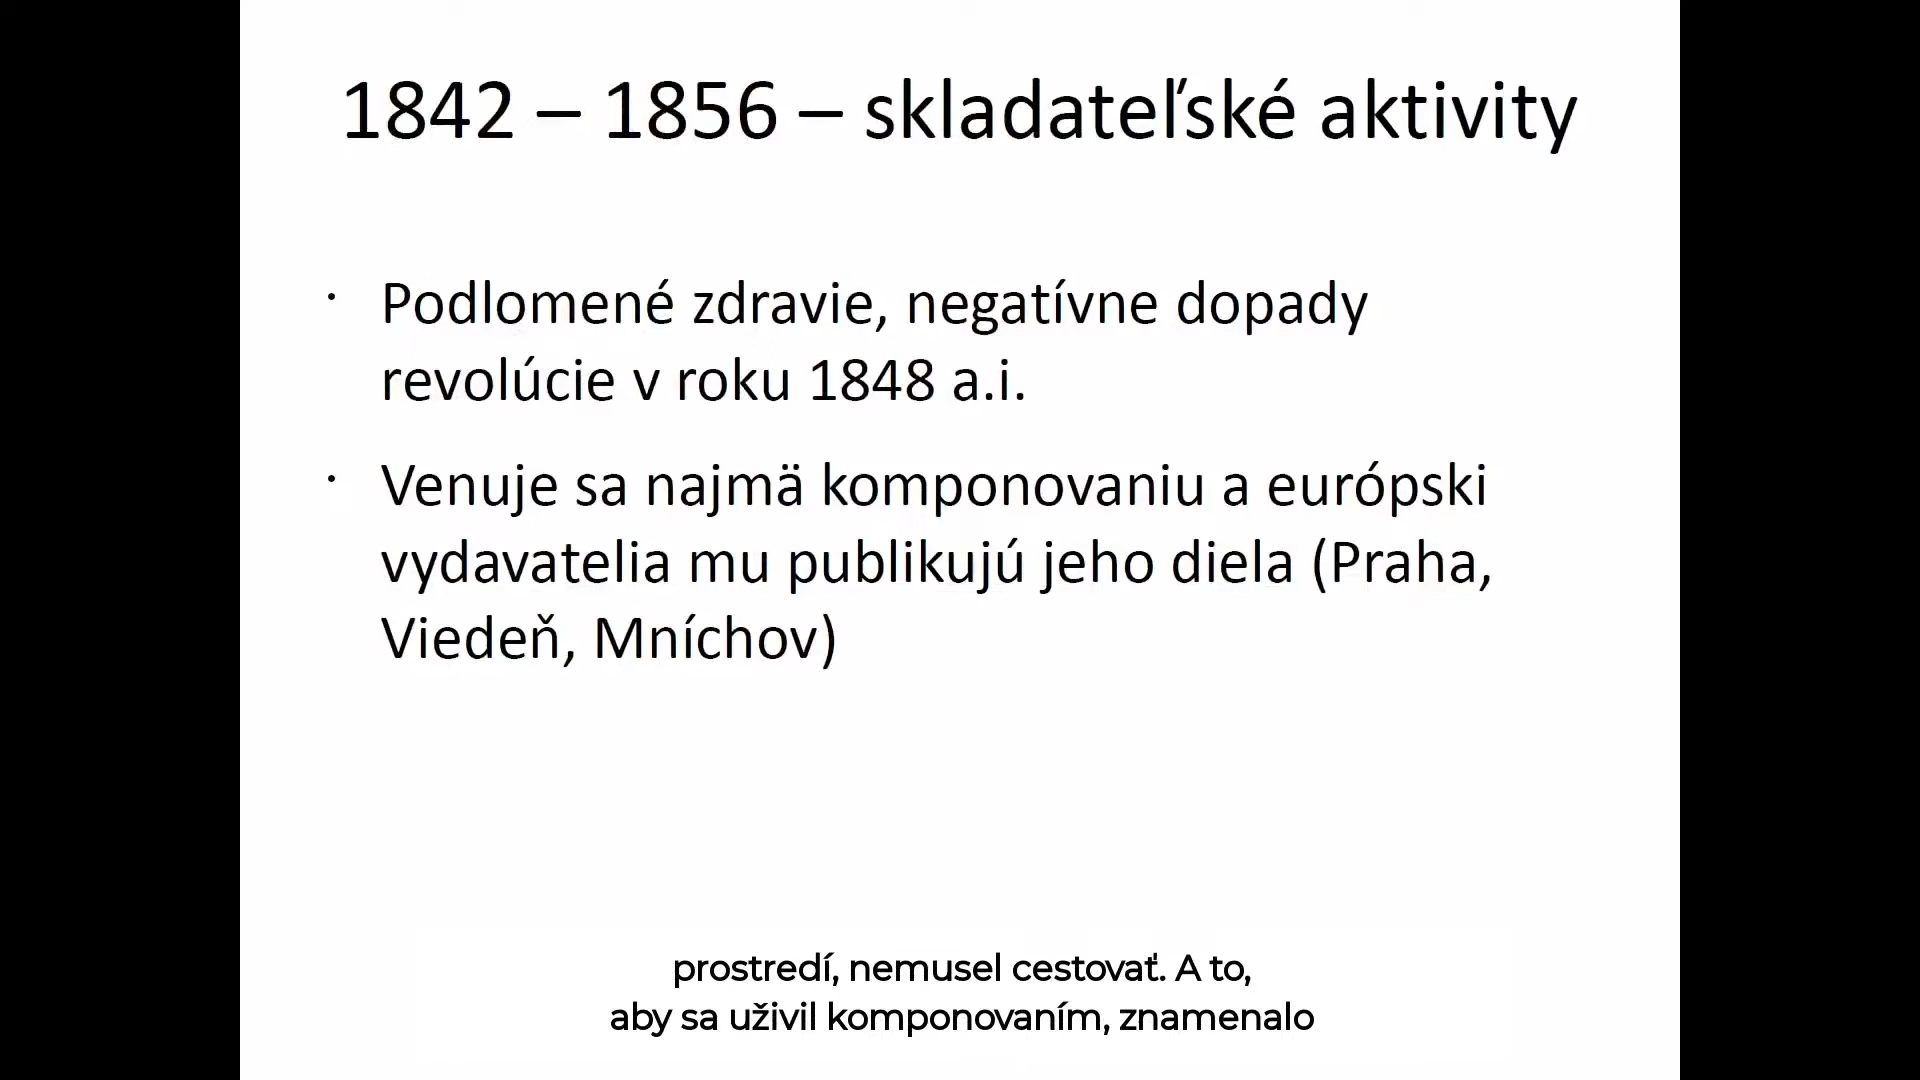 1842 – 1856 – skladateľské aktivity
• Podlomené zdravie, negatívne dopady
revolúcie v roku 1848 a.i.
• Venuje sa najmä komponovaniu a európski
vydavatelia mu publikujú jeho diela (Praha,
Viedeň, Mníchov)
prostredí, nemusel cestovať. A to,
aby sa uživil komponovaním, znamenalo